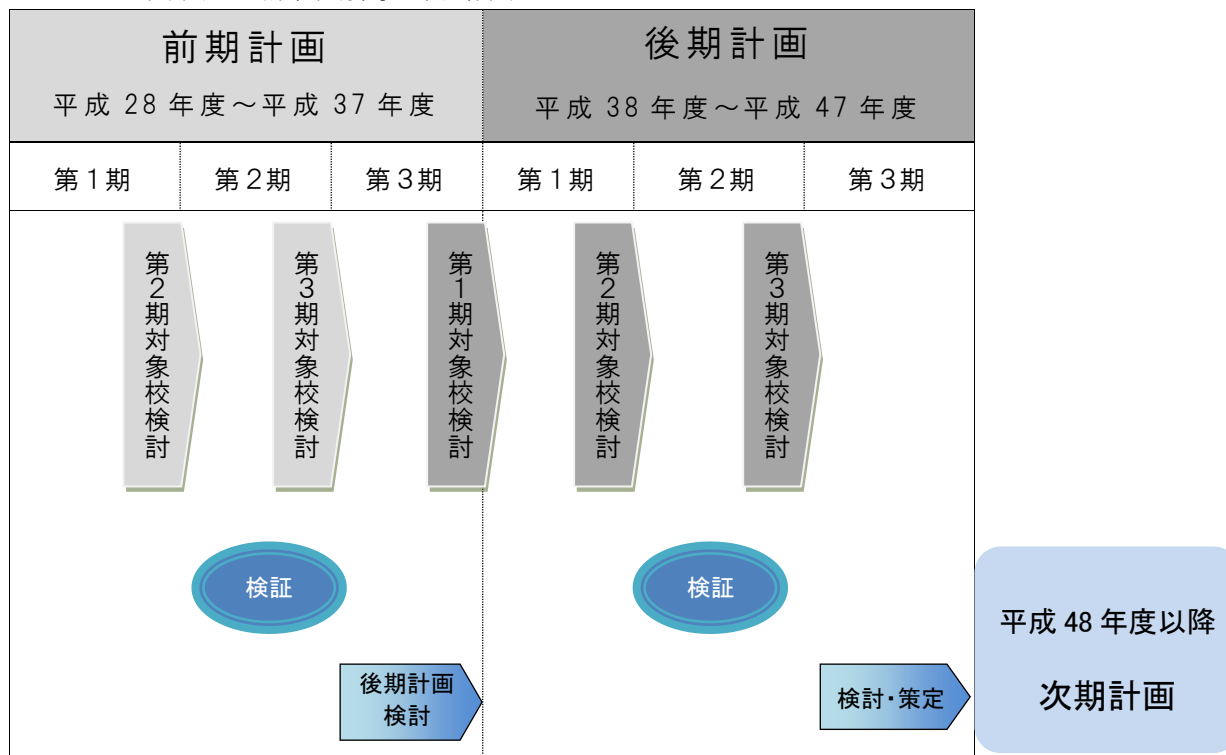 前期計画
平成 28 年度～平成 37 年度
後期計画
平成 38 年度～平成 47 年度
第１期
第２期
第３期
第１期
第２期
第３期
第２期対象校検討
第３期対象校検討
第１期対象校検討
第２期対象校検討
第３期対象校検討
検証
検証
後期計画
検討
検討・策定
平成 48 年度以降
次期計画